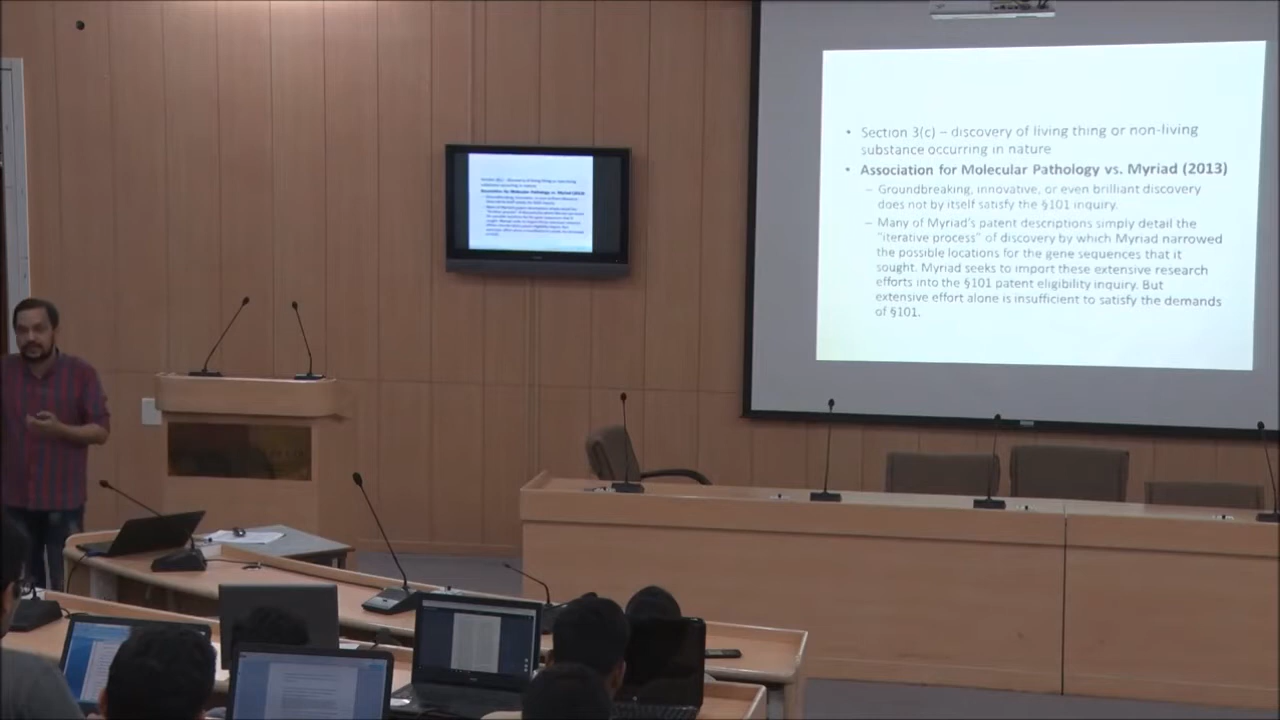 • Section 3(c) – discovery of living thing or non-living
substance occurring in nature
• Association for Molecular Pathology vs. Myriad (2013)
– Groundbreaking, innovative, or even brilliant discovery
does not by itself satisfy the §101 inquiry.
– Many of Myriad's patent descriptions simply detail the
"iterative process" of discovery by which Myriad narrowed
the possible locations for the gene sequences that it
sought. Myriad seeks to import these extensive research
efforts into the §101 patent eligibility inquiry. But
extensive effort alone is insufficient to satisfy the demands
of §101.